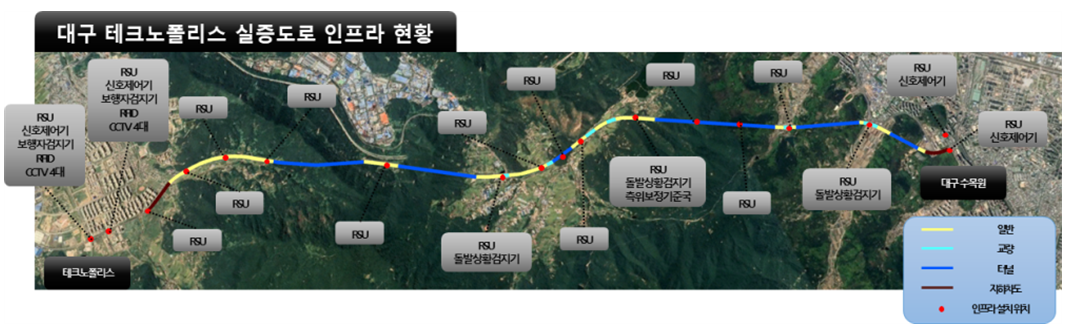 대구 테크노폴리스 실증도로 인프라 현황
RSU
신호제어기
보행자검지기
RFID
CCTV 4대
RSU
신호제어기
보행자검지기
RFID
CCTV 4대
RSU
RSU
RSU
RSU
RSU
RSU
RSU
신호제어기
RSU
신호제어기
RSU
RSU
RSU
RSU
돌발상황검지기
RSU
RSU
돌발상황검지기
측위보정기준국
RSU
RSU
돌발상황검지기
대구수목원
테크노폴리스
일반
교량
터널
지하차도
인프라 설치 위치